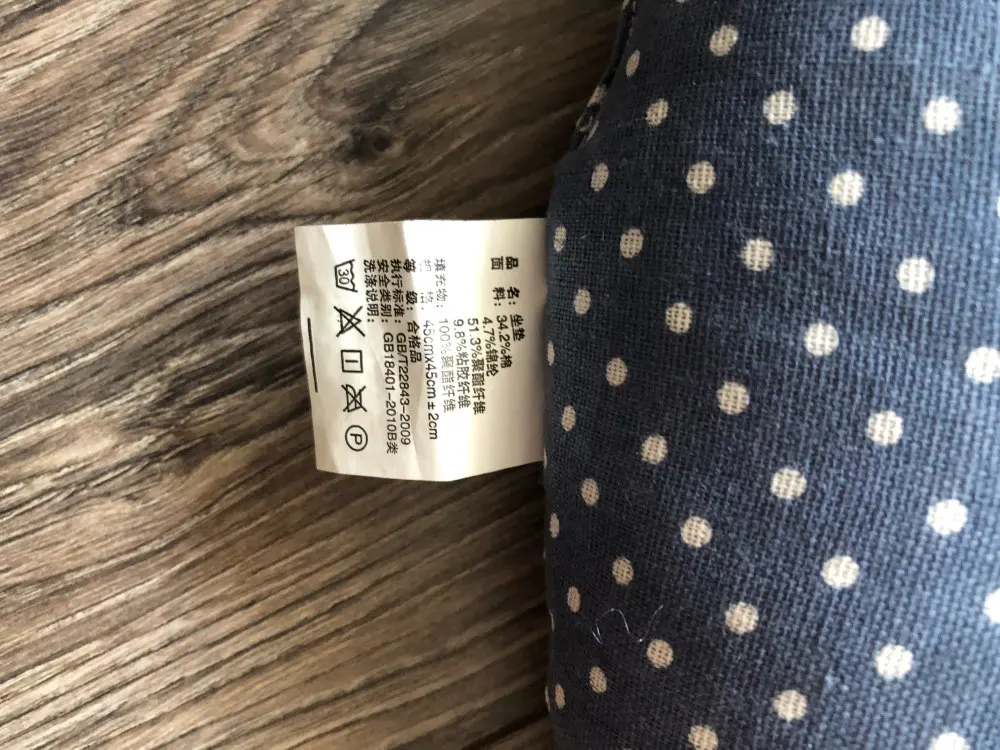 品 名：坐垫
面 料：34.2%棉
4.7%锦纶
51.3%聚酯纤维
9.8%粘胶纤维
填充物：100%聚酯纤维
规 格：45cm×45cm±2cm
等 级：合格品
执行标准：GB/T22843-2009
安全类别：GB18401-2010B类
洗涤说明：
30 P